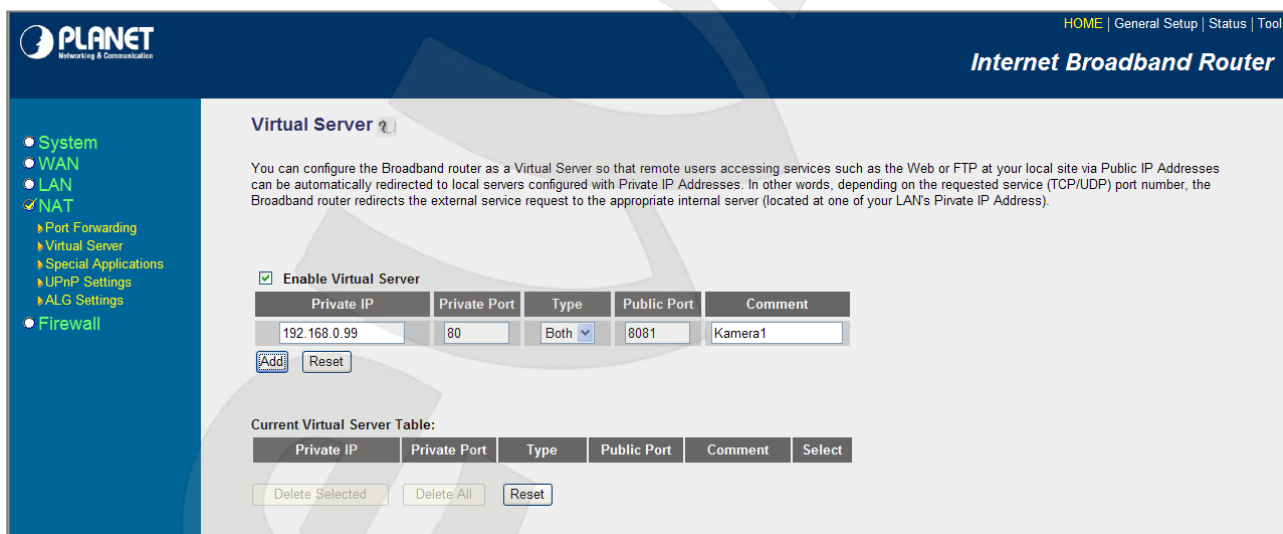 PLANET
Networking & Communication
HOME | General Setup | Status | Tool
Internet Broadband Router
System
WAN
LAN
NAT
Port Forwarding
Virtual Server
Special Applications
UPnP Settings
ALG Settings
Firewall
Virtual Server
You can configure the Broadband router as a Virtual Server so that remote users accessing services such as the Web or FTP at your local site via Public IP Addresses
can be automatically redirected to local servers configured with Private IP Addresses. In other words, depending on the requested service (TCP/UDP) port number, the
Broadband router redirects the external service request to the appropriate internal server (located at one of your LAN's Pivate IP Address).
Enable Virtual Server
Private IP Private Port Type Public Port Comment
192.168.0.99 80 Both 8081 Kamera1
Add Reset
Current Virtual Server Table:
Private IP Private Port Type Public Port Comment Select
Delete Selected Delete All Reset